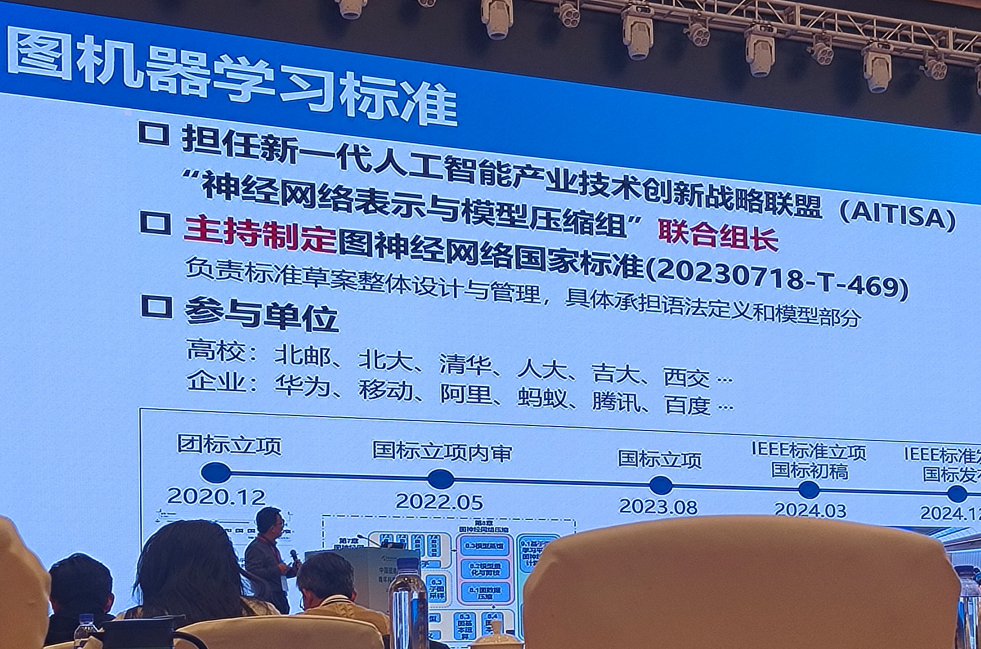 图机器学习标准
担任新一代人工智能产业技术创新战略联盟（AITISA）
“神经网络表示与模型压缩组”联合组长
主持制定图神经网络国家标准(20230718-T-469)
负责标准草案整体设计与管理，具体承担语法定义和模型部分
参与单位
高校：北邮、北大、清华、人大、吉大、西交…
企业：华为、移动、阿里、蚂蚁、腾讯、百度…
团标立项
2020.12
国标立项内审
2022.05
国标立项
2023.08
IEEE标准立项
国标初稿
2024.03
IEEE标准
国标发
2024.12